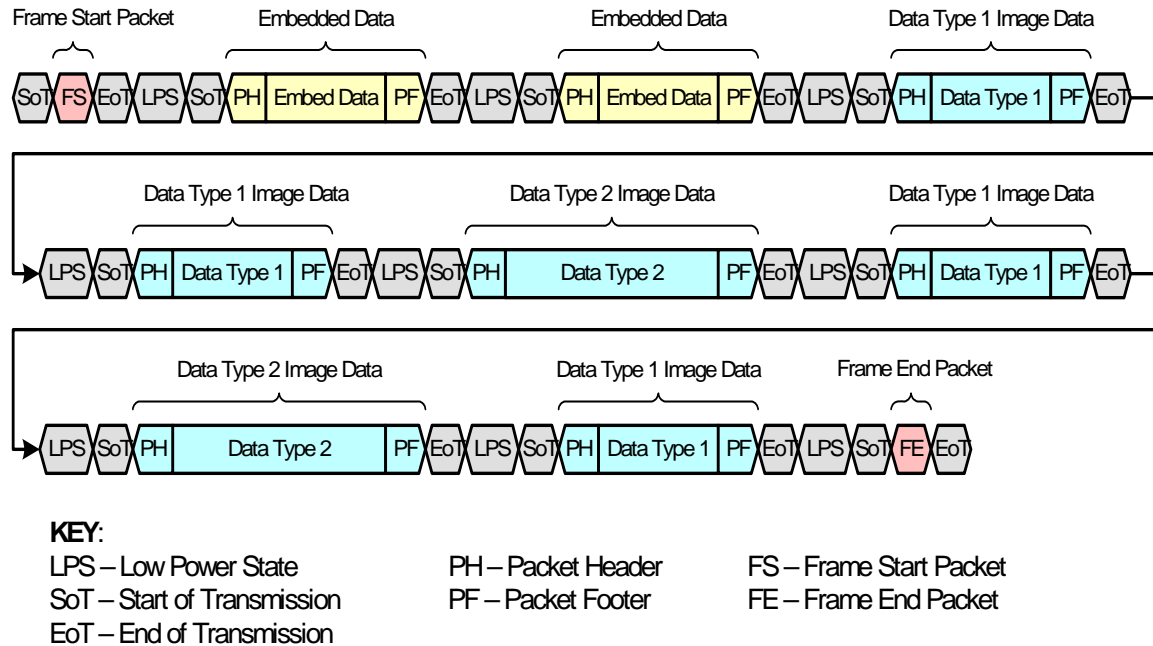 Frame Start Packet Embedded Data Embedded Data Data Type 1 Image Data
SoT FS EoT LPS SoT PH Embed Data PF EoT LPS SoT PH Embed Data PF EoT LPS SoT PH Data Type 1 PF EoT
Data Type 1 Image Data Data Type 2 Image Data Data Type 1 Image Data
LPS SoT PH Data Type 1 PF EoT LPS SoT PH Data Type 2 PF EoT LPS SoT PH Data Type 1 PF EoT
Data Type 2 Image Data Data Type 1 Image Data Frame End Packet
LPS SoT PH Data Type 2 PF EoT LPS SoT PH Data Type 1 PF EoT LPS SoT FE EoT
KEY:
LPS – Low Power State PH – Packet Header FS – Frame Start Packet
SoT – Start of Transmission PF – Packet Footer FE – Frame End Packet
EoT – End of Transmission